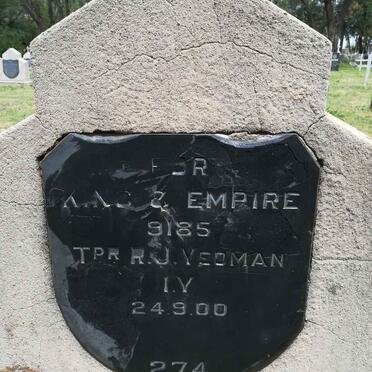 FOR
KING & EMPIRE
9185
TPR R.J. YEOMAN
I.Y
24.9.00
274